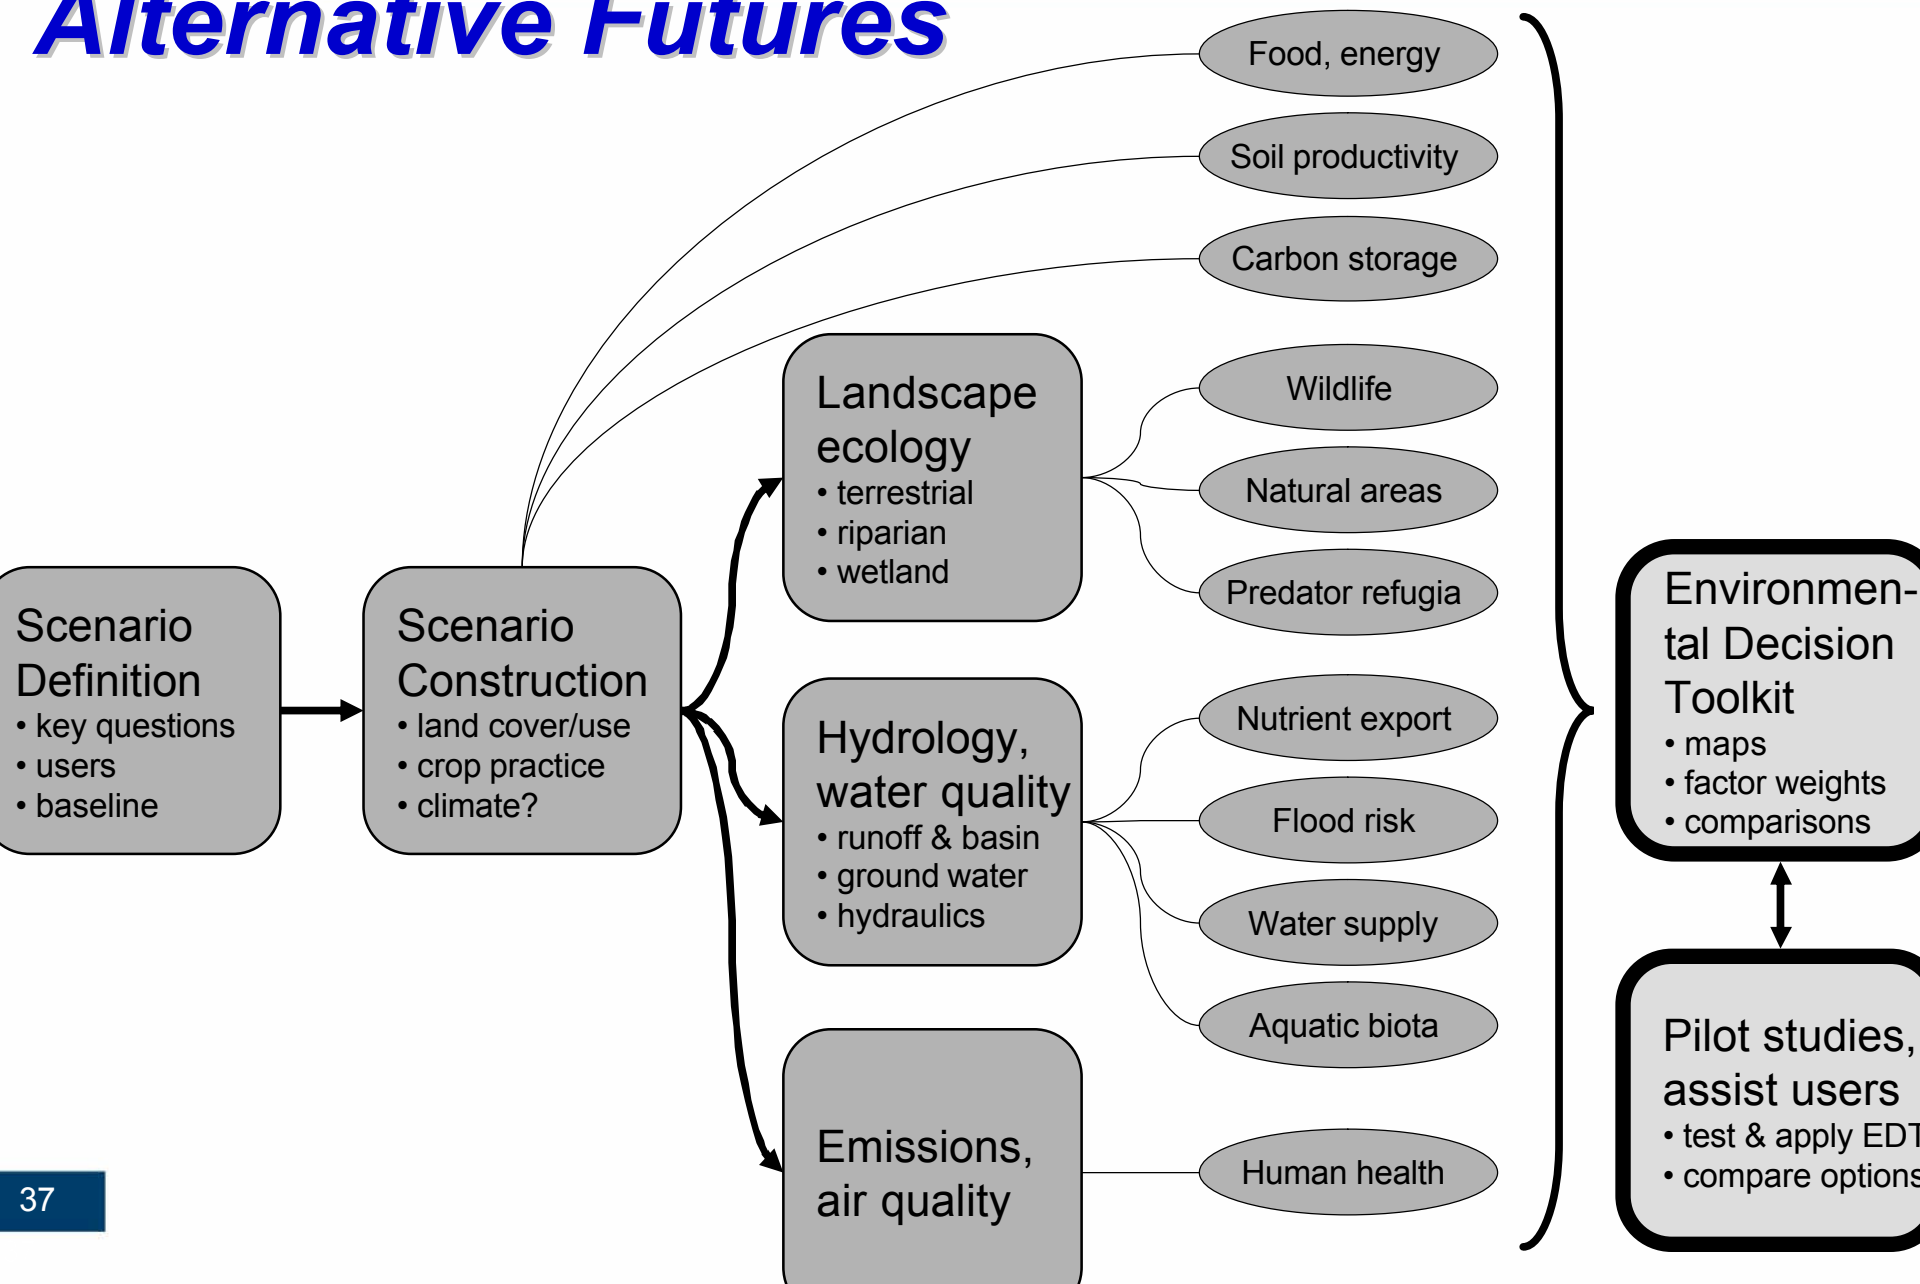 Alternative Futures
Food, energy
Soil productivity
Carbon storage
Wildlife
Natural areas
Predator refugia
Nutrient export
Flood risk
Water supply
Aquatic biota
Human health
Scenario
Definition
• key questions
• users
• baseline
Scenario
Construction
• land cover/use
• crop practice
• climate?
Landscape
ecology
• terrestrial
• riparian
• wetland
Hydrology,
water quality
• runoff & basin
• ground water
• hydraulics
Emissions,
air quality
Environmen-
tal Decision
Toolkit
• maps
• factor weights
• comparisons
Pilot studies,
assist users
• test & apply EDT
• compare options
37